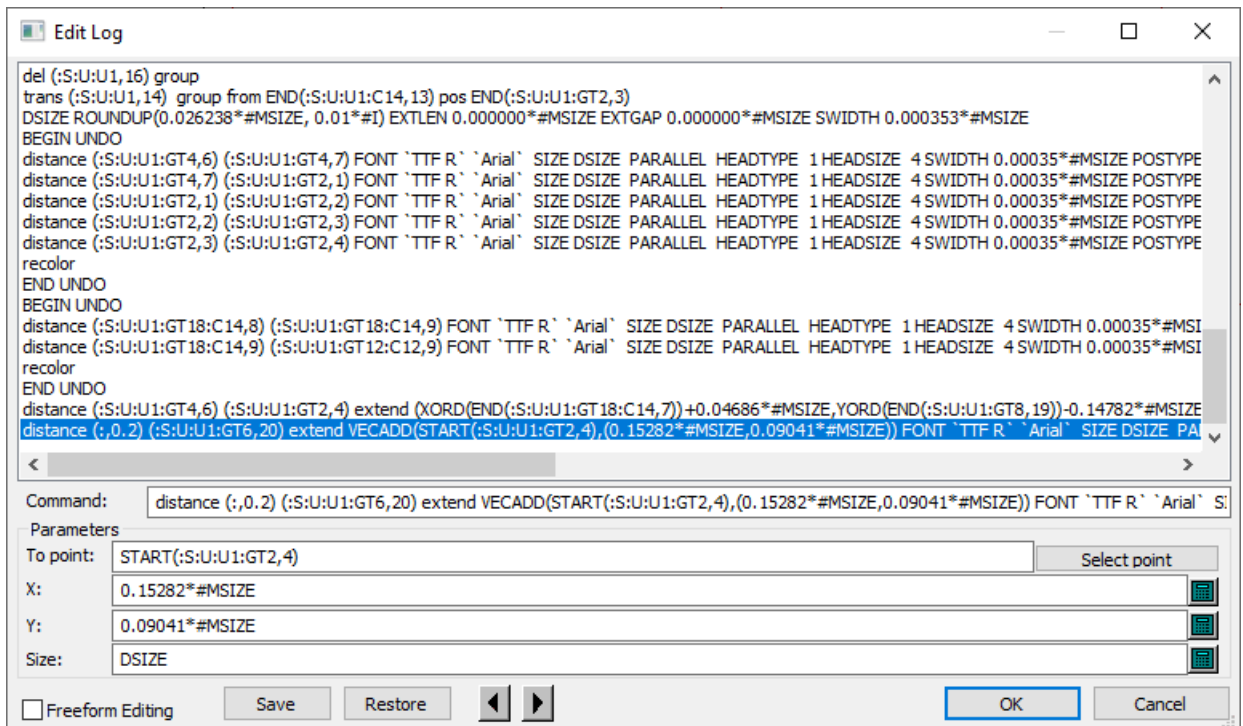 Edit Log
del (:S:U:U1,16) group
trans (:S:U:U1,14)  group from END(:S:U:U1:C14,13) pos END(:S:U:U1:GT2,3)
DSIZE ROUNDUP(0.026238*#MSIZE, 0.01*#I) EXTLEN 0.000000*#MSIZE EXTGAP 0.000000*#MSIZE SWIDTH 0.000353*#MSIZE
BEGIN UNDO
distance (:S:U:U1:GT4,6) (:S:U:U1:GT4,7) FONT `TTF R` `Arial`  SIZE DSIZE  PARALLEL  HEADTYPE  1 HEADSIZE  4 SWIDTH 0.00035*#MSIZE POSTYPE
distance (:S:U:U1:GT4,7) (:S:U:U1:GT2,1) FONT `TTF R` `Arial`  SIZE DSIZE  PARALLEL  HEADTYPE  1 HEADSIZE  4 SWIDTH 0.00035*#MSIZE POSTYPE
distance (:S:U:U1:GT2,1) (:S:U:U1:GT2,2) FONT `TTF R` `Arial`  SIZE DSIZE  PARALLEL  HEADTYPE  1 HEADSIZE  4 SWIDTH 0.00035*#MSIZE POSTYPE
distance (:S:U:U1:GT2,2) (:S:U:U1:GT2,3) FONT `TTF R` `Arial`  SIZE DSIZE  PARALLEL  HEADTYPE  1 HEADSIZE  4 SWIDTH 0.00035*#MSIZE POSTYPE
distance (:S:U:U1:GT2,3) (:S:U:U1:GT2,4) FONT `TTF R` `Arial`  SIZE DSIZE  PARALLEL  HEADTYPE  1 HEADSIZE  4 SWIDTH 0.00035*#MSIZE POSTYPE
recolor
END UNDO
BEGIN UNDO
distance (:S:U:U1:GT18:C14,8) (:S:U:U1:GT18:C14,9) FONT `TTF R` `Arial`  SIZE DSIZE  PARALLEL  HEADTYPE  1 HEADSIZE  4 SWIDTH 0.00035*#MSI
distance (:S:U:U1:GT18:C14,9) (:S:U:U1:GT12:C12,9) FONT `TTF R` `Arial`  SIZE DSIZE  PARALLEL  HEADTYPE  1 HEADSIZE  4 SWIDTH 0.00035*#MSI
recolor
END UNDO
distance (:S:U:U1:GT4,6) (:S:U:U1:GT2,4) extend (XORD(END(:S:U:U1:GT18:C14,7))+0.04686*#MSIZE,YORD(END(:S:U:U1:GT8,19))-0.14782*#MSIZE
distance (:,0.2) (:S:U:U1:GT6,20) extend VECADD(START(:S:U:U1:GT2,4),(0.15282*#MSIZE,0.09041*#MSIZE)) FONT `TTF R` `Arial`  SIZE DSIZE  PA
Command: distance (:,0.2) (:S:U:U1:GT6,20) extend VECADD(START(:S:U:U1:GT2,4),(0.15282*#MSIZE,0.09041*#MSIZE)) FONT `TTF R` `Arial`  S
Parameters
To point: START(:S:U:U1:GT2,4) Select point
X: 0.15282*#MSIZE
Y: 0.09041*#MSIZE
Size: DSIZE
Freeform Editing Save Restore OK Cancel